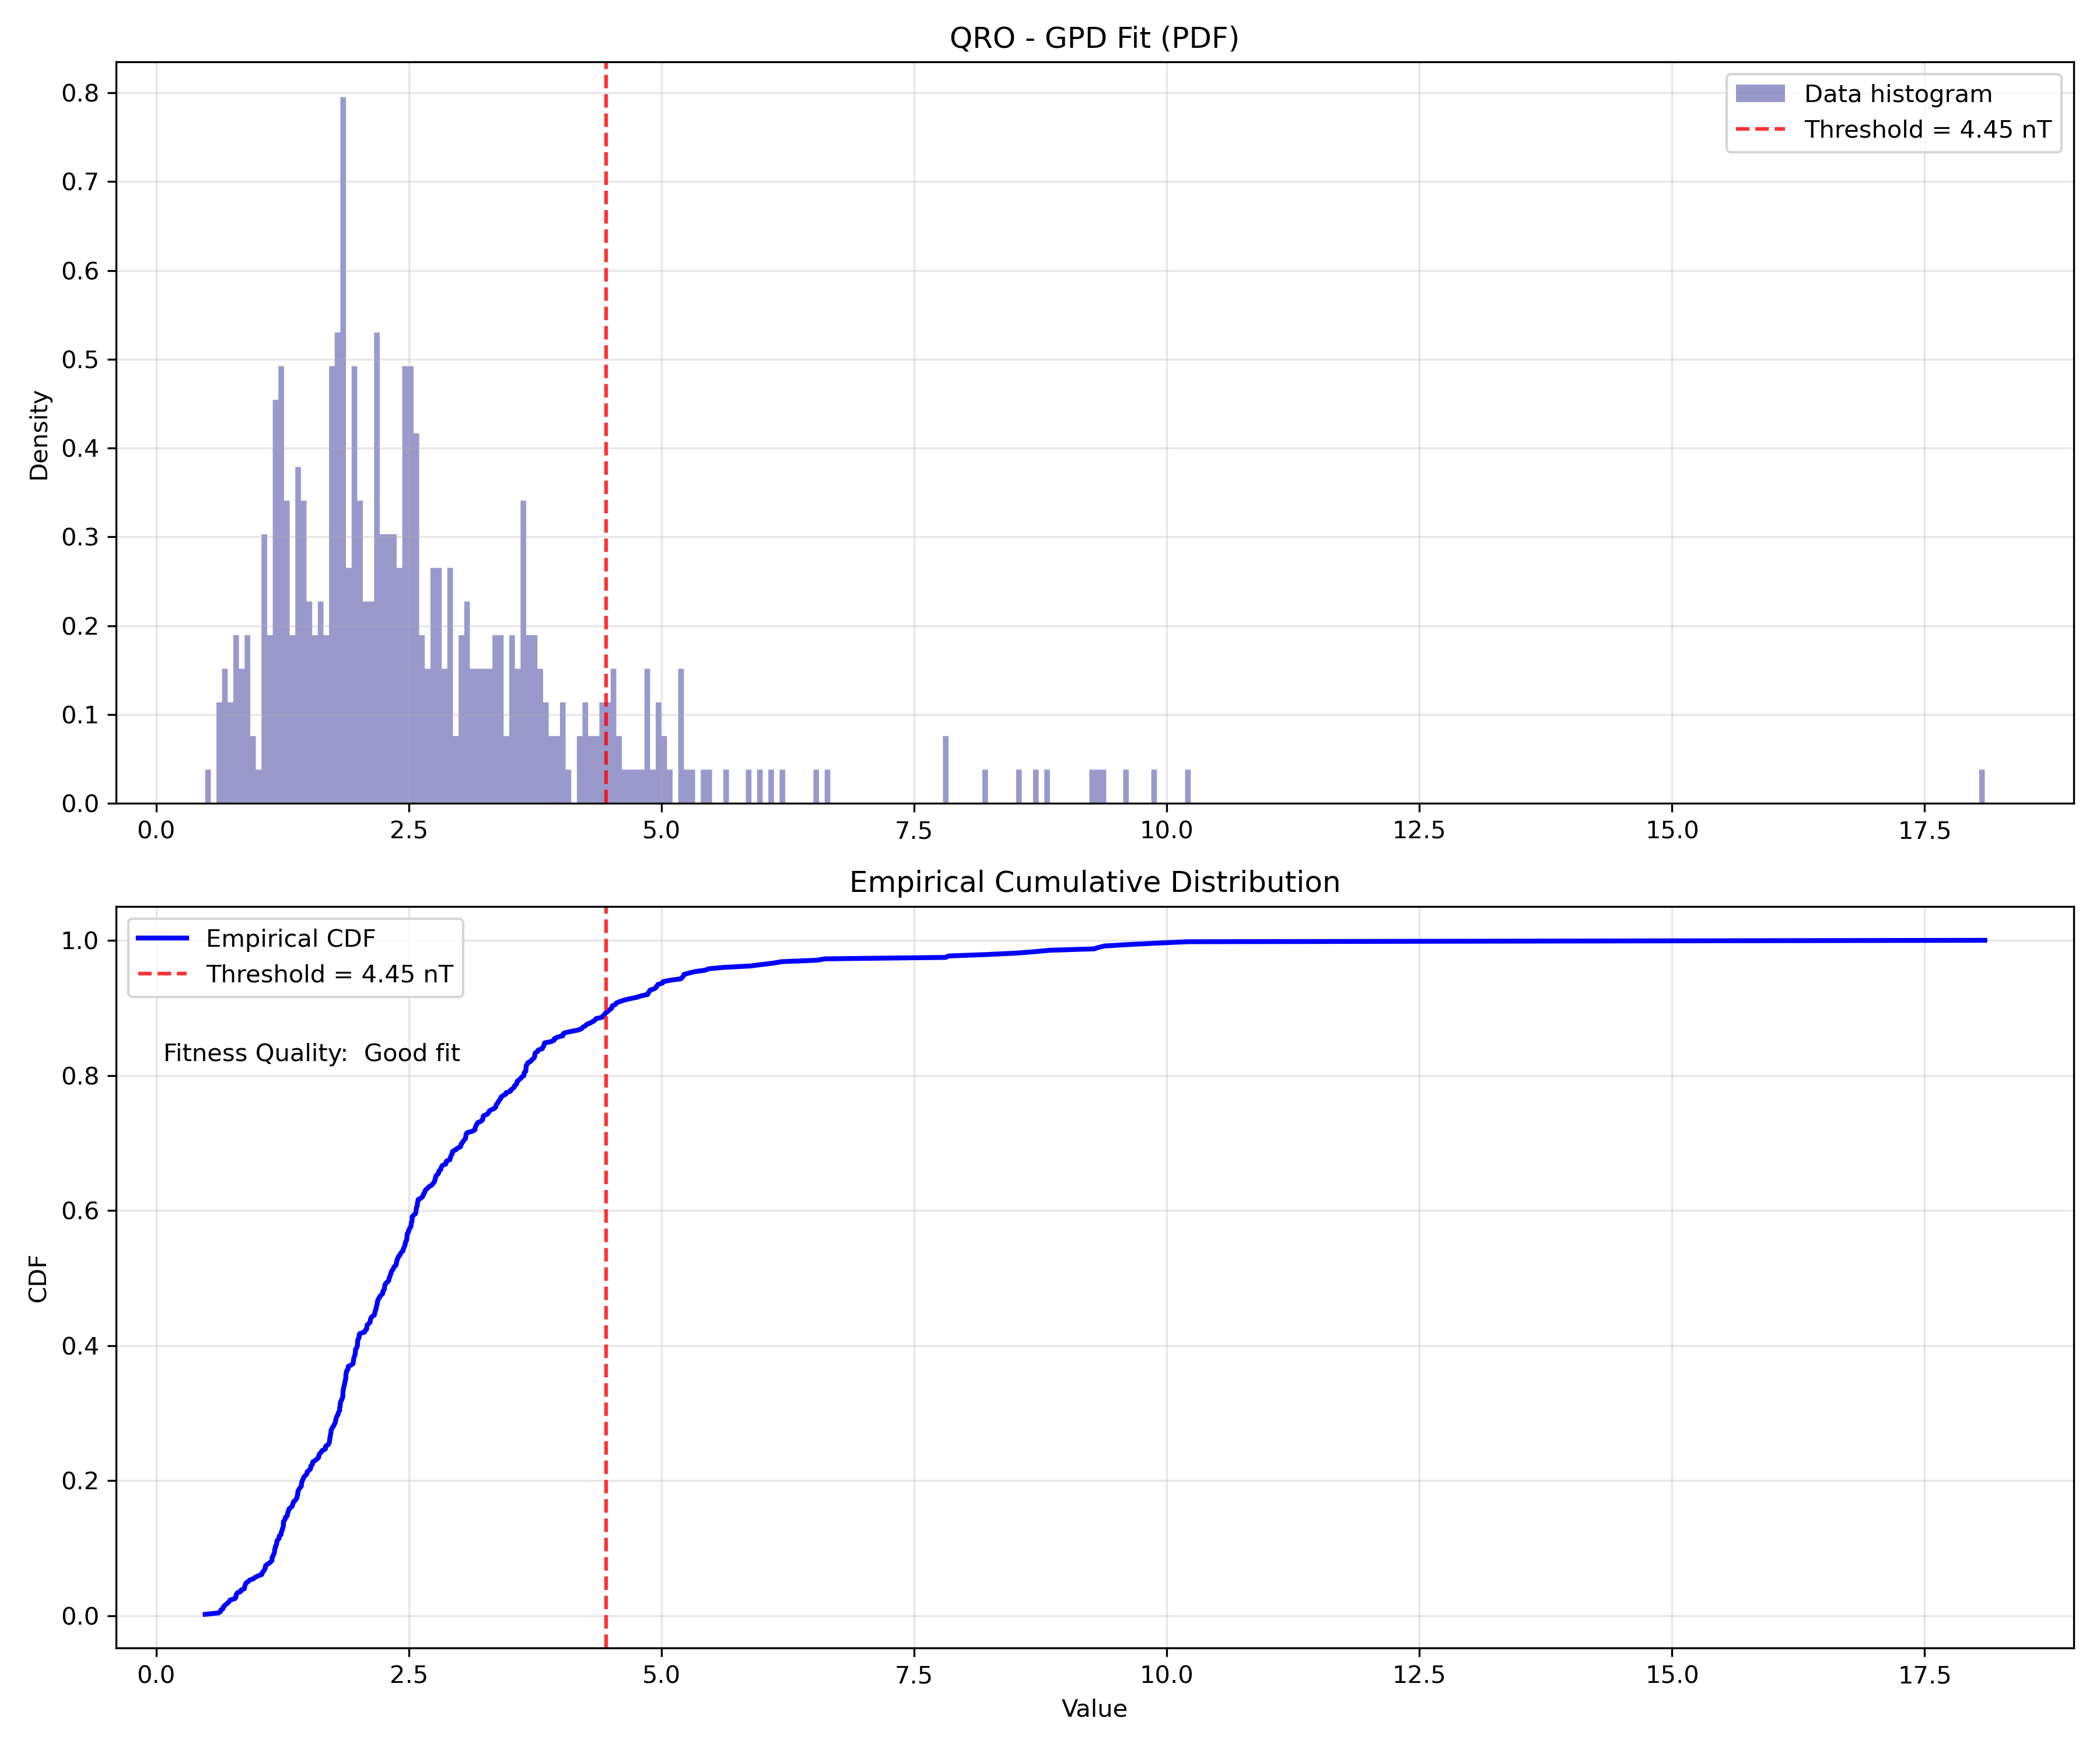 QRO - GPD Fit (PDF)
Data histogram
Threshold = 4.45 nT
Density
0.8
0.7
0.6
0.5
0.4
0.3
0.2
0.1
0.0
0.0 2.5 5.0 7.5 10.0 12.5 15.0 17.5
Empirical Cumulative Distribution
Empirical CDF
Threshold = 4.45 nT
Fitness Quality:  Good fit
CDF
1.0
0.8
0.6
0.4
0.2
0.0
0.0 2.5 5.0 7.5 10.0 12.5 15.0 17.5
Value